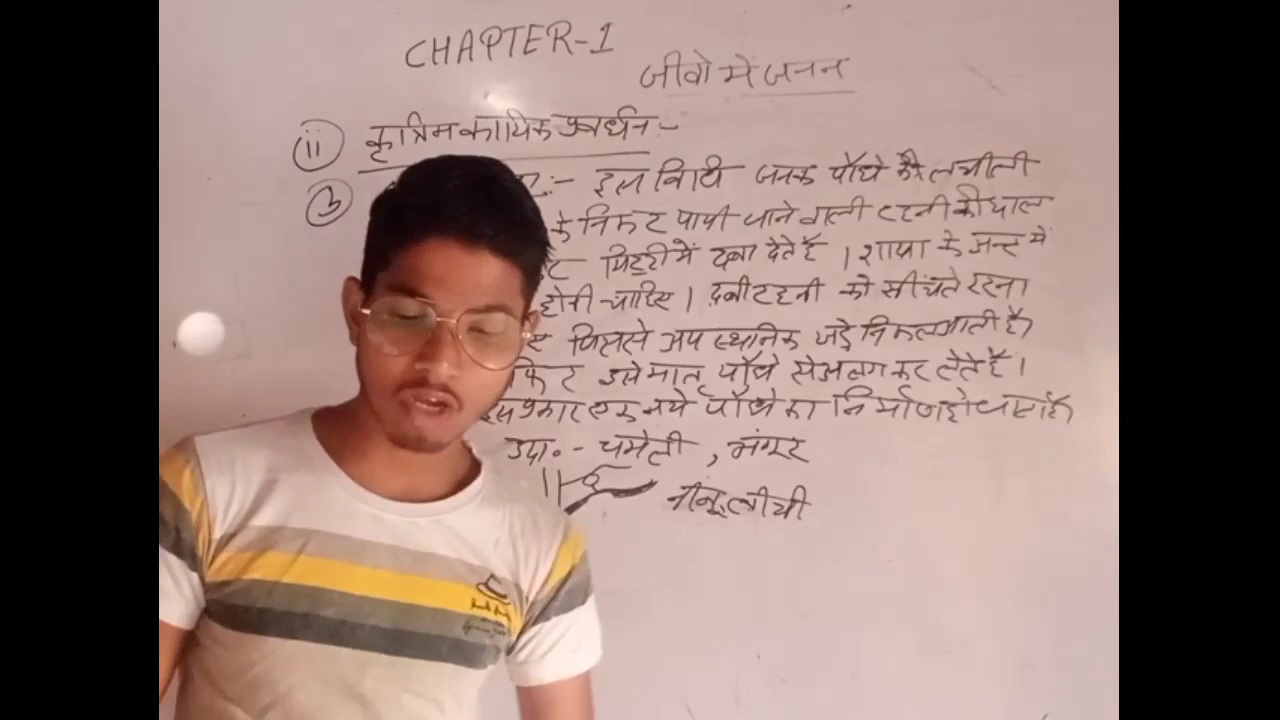 CHAPTER-1
जीवो मे जनन
ii कृत्रिम कायिक प्रवर्धन:-
3 इस विधि जनक पौधे की लचीली
के निकट पायी जाने वाली टहनी की छाल
मिट्टी में दबा देते है । शाखा के अन्त मे
होनी चाहिए । दबी टहनी को सींचते रहना
जिससे अपस्थानिक जड़े निकल आती है।
फिर उसे मातृ पौधे से अलग कर लेते है।
इस प्रकार एक नये पौधे का निर्माण हो जाता है।
उदा०- चमेली , अंगूर
नींबू, लीची